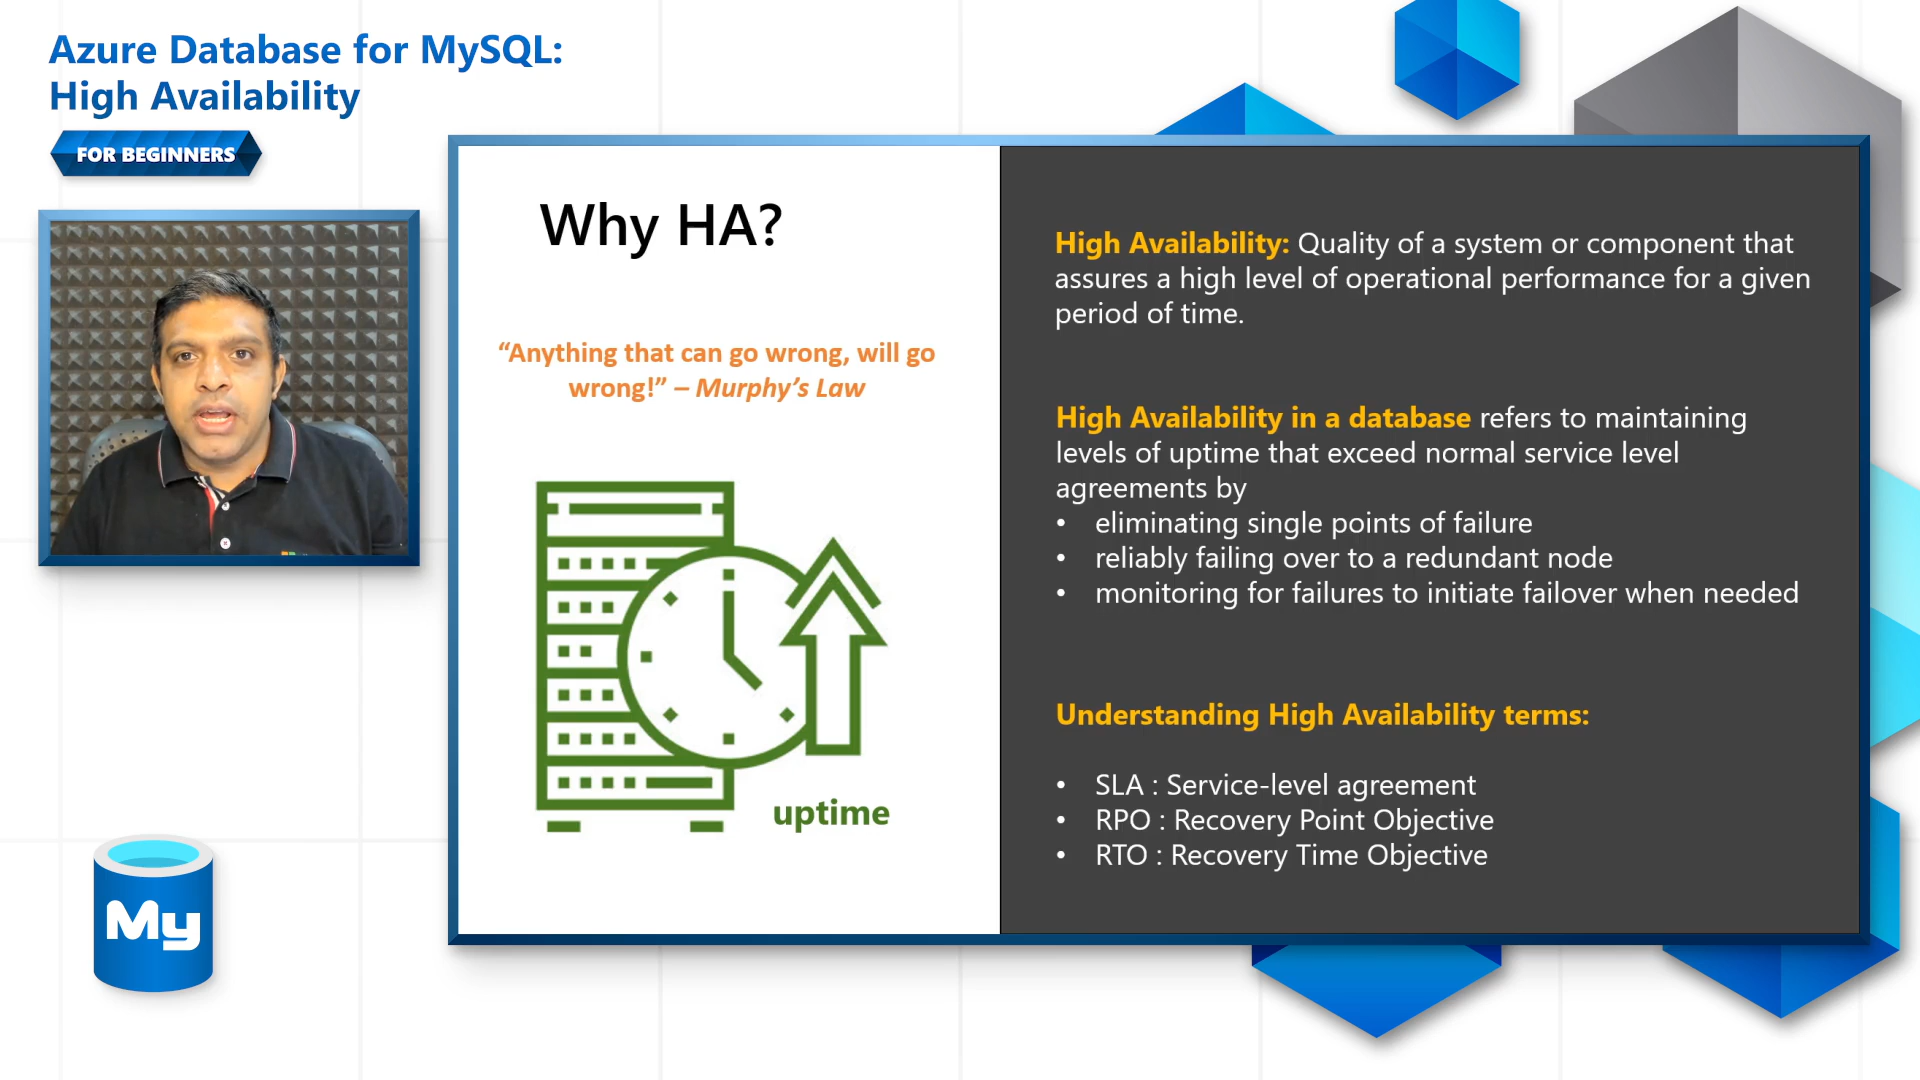 Azure Database for MySQL:
High Availability
FOR BEGINNERS
Why HA?
“Anything that can go wrong, will go
wrong!” – Murphy’s Law
uptime
My
High Availability: Quality of a system or component that
assures a high level of operational performance for a given
period of time.
High Availability in a database refers to maintaining
levels of uptime that exceed normal service level
agreements by
• eliminating single points of failure
• reliably failing over to a redundant node
• monitoring for failures to initiate failover when needed
Understanding High Availability terms:
• SLA : Service-level agreement
• RPO : Recovery Point Objective
• RTO : Recovery Time Objective